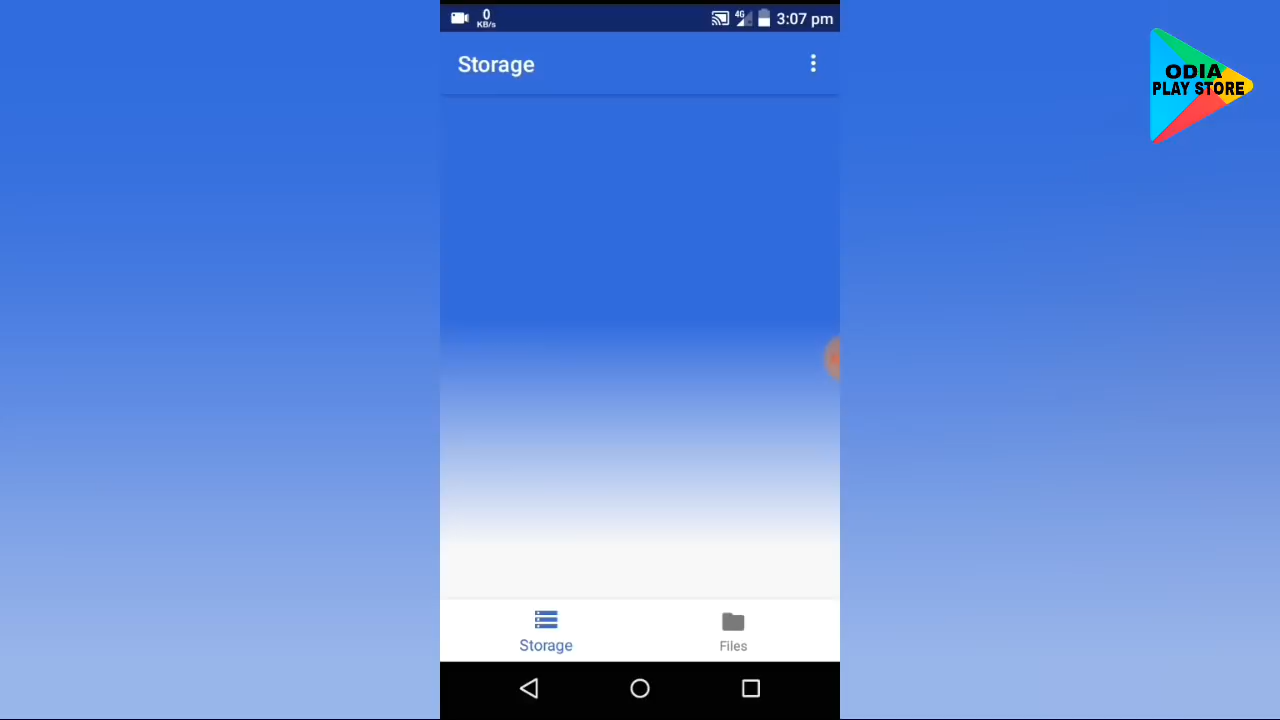 0
KB/s
4G
3:07 pm
Storage
ODIA
PLAY STORE
Storage
Files